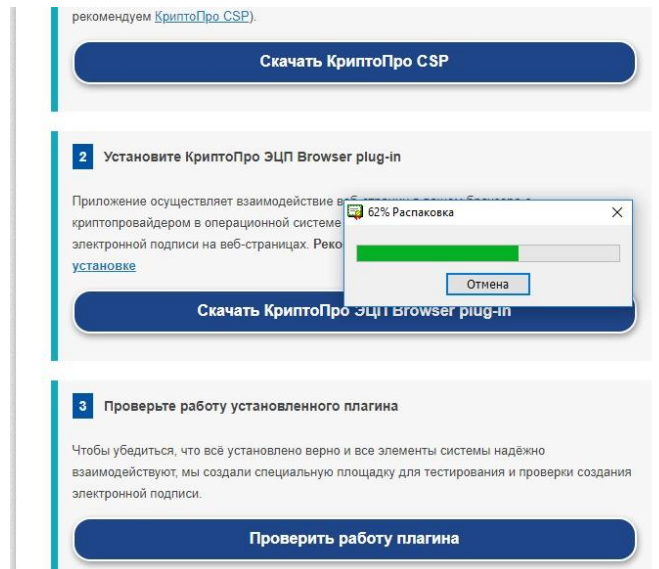 рекомендуем КриптоПро CSP).
Скачать КриптоПро CSP
2 Установите КриптоПро ЭЦП Browser plug-in
Приложение осуществляет взаимодействие
криптопровайдером в операционной системе
электронной подписи на веб-страницах.
установке
62% Распаковка
Отмена
Скачать КриптоПро ЭЦП Browser plug-in
3 Проверьте работу установленного плагина
Чтобы убедиться, что всё установлено верно и все элементы системы надёжно
взаимодействуют, мы создали специальную площадку для тестирования и проверки создания
электронной подписи.
Проверить работу плагина